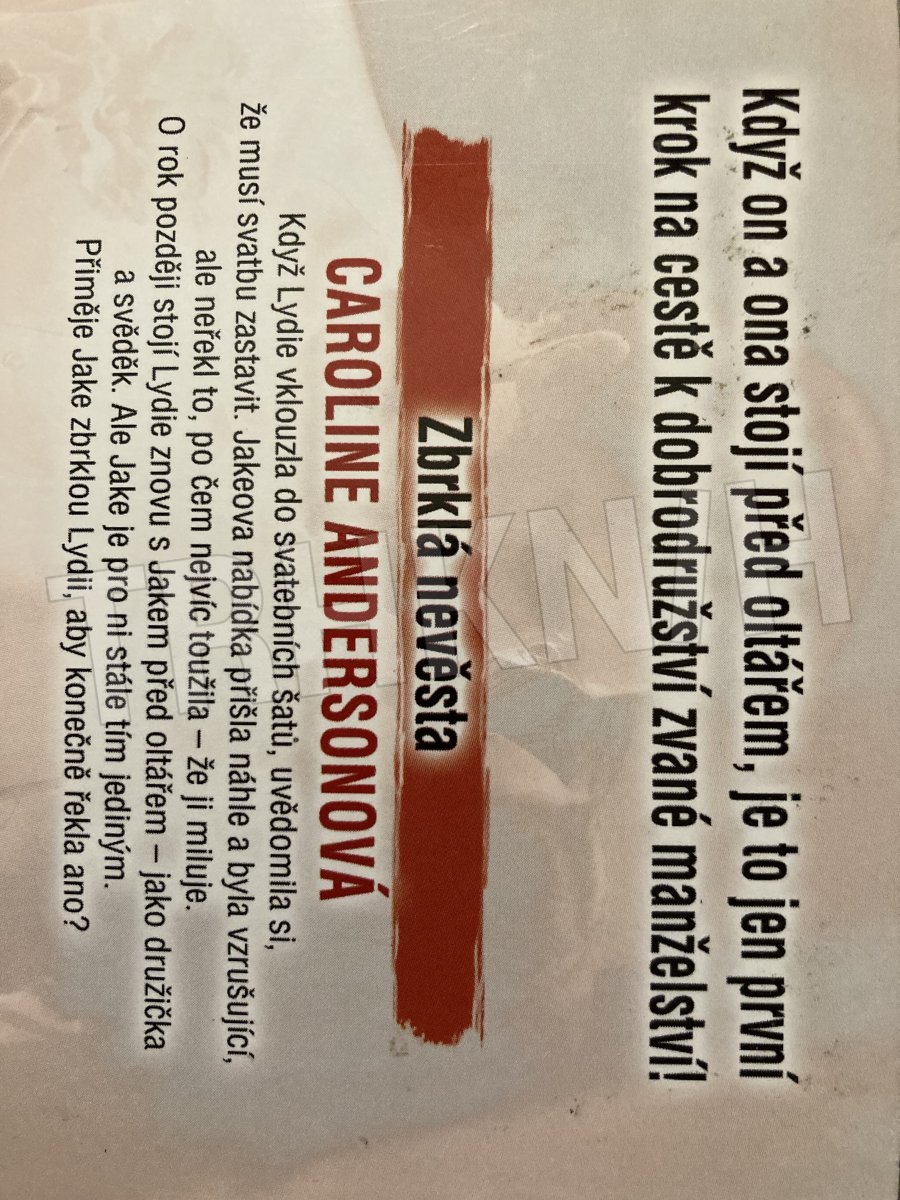 Když on a ona stojí před oltářem, je to jen první
krok na cestě k dobrodružství zvané manželství!
Zbrklá nevěsta
CAROLINE ANDERSONOVÁ
Když Lydie vklouzla do svatebních šatů, uvědomila si,
že musí svatbu zastavit. Jakeova nabídka přišla náhle a byla vzrušující,
ale neřekl to, po čem nejvíc toužila – že ji miluje.
O rok později stojí Lydie znovu s Jakem před oltářem – jako družička
a svěděk. Ale Jake je pro ni stále tím jediným.
Přiměje Jake zbrklou Lydii, aby konečně řekla ano?
TRHKNIH